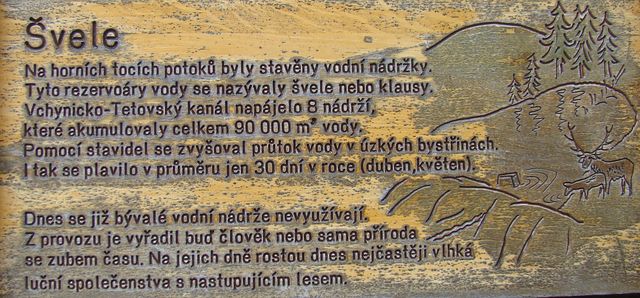 Švele
Na horních tocích potoků byly stavěny vodní nádržky.
Tyto rezervoáry vody se nazývaly švele nebo klausy.
Vchynicko-Tetovský kanál napájelo 8 nádrží,
které akumulovaly celkem 90 000 m³ vody.
Pomocí stavidel se zvyšoval průtok vody v úzkých bystřinách.
I tak se plavilo v průměru jen 30 dní v roce (duben,květen).
Dnes se již bývalé vodní nádrže nevyužívají.
Z provozu je vyřadil buď člověk nebo sama příroda
se zubem času. Na jejich dně rostou dnes nejčastěji vlhká
luční společenstva s nastupujícím lesem.